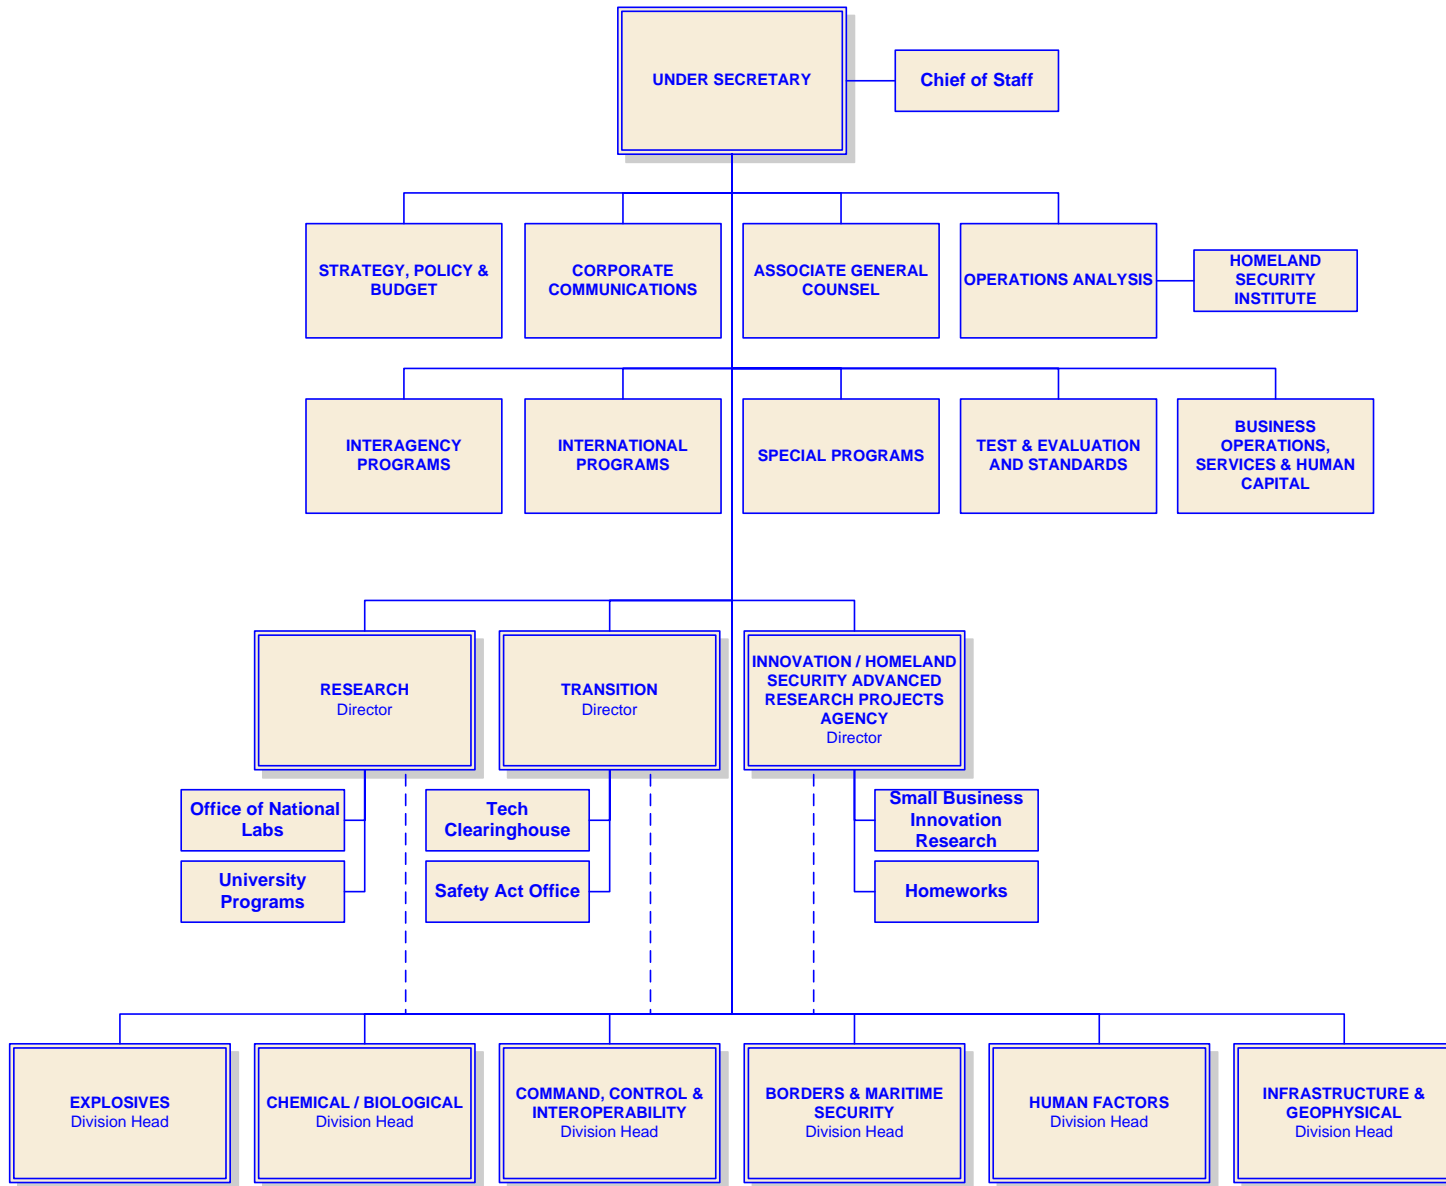 UNDER SECRETARY
Chief of Staff
STRATEGY, POLICY &
BUDGET
CORPORATE
COMMUNICATIONS
ASSOCIATE GENERAL
COUNSEL
OPERATIONS ANALYSIS
HOMELAND
SECURITY
INSTITUTE
INTERAGENCY
PROGRAMS
INTERNATIONAL
PROGRAMS
SPECIAL PROGRAMS
TEST & EVALUATION
AND STANDARDS
BUSINESS
OPERATIONS,
SERVICES & HUMAN
CAPITAL
RESEARCH
Director
TRANSITION
Director
INNOVATION / HOMELAND
SECURITY ADVANCED
RESEARCH PROJECTS
AGENCY
Director
Office of National
Labs
Tech
Clearinghouse
Small Business
Innovation
Research
University
Programs
Safety Act Office
Homeworks
EXPLOSIVES
Division Head
CHEMICAL / BIOLOGICAL
Division Head
COMMAND, CONTROL &
INTEROPERABILITY
Division Head
BORDERS & MARITIME
SECURITY
Division Head
HUMAN FACTORS
Division Head
INFRASTRUCTURE &
GEOPHYSICAL
Division Head